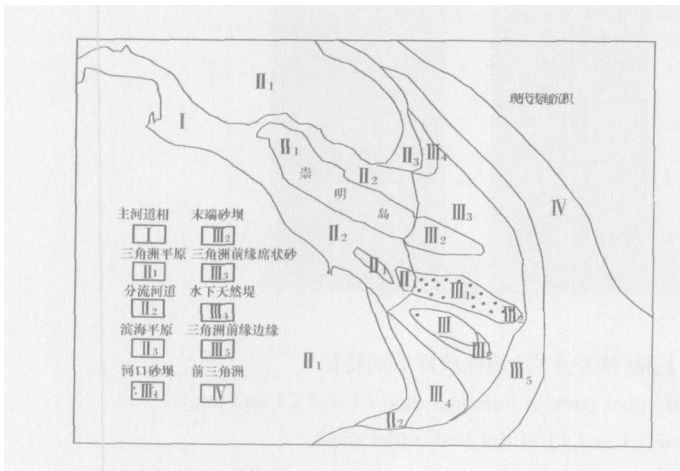 现代浅海沉积
II₁
I
II₁
II₃
III₄
崇
明
岛
II₂
III₃
IV
III₂
II₂
III₁
III₂
III
III₅
II₁
III₄
II₂
主河道相 末端砂坝
I III₂
三角洲平原 三角洲前缘席状砂
II₁ III₃
分流河道 水下天然堤
II₂ III₄
滨海平原 三角洲前缘边缘
II₃ III₅
河口砂坝 前三角洲
III₁ IV